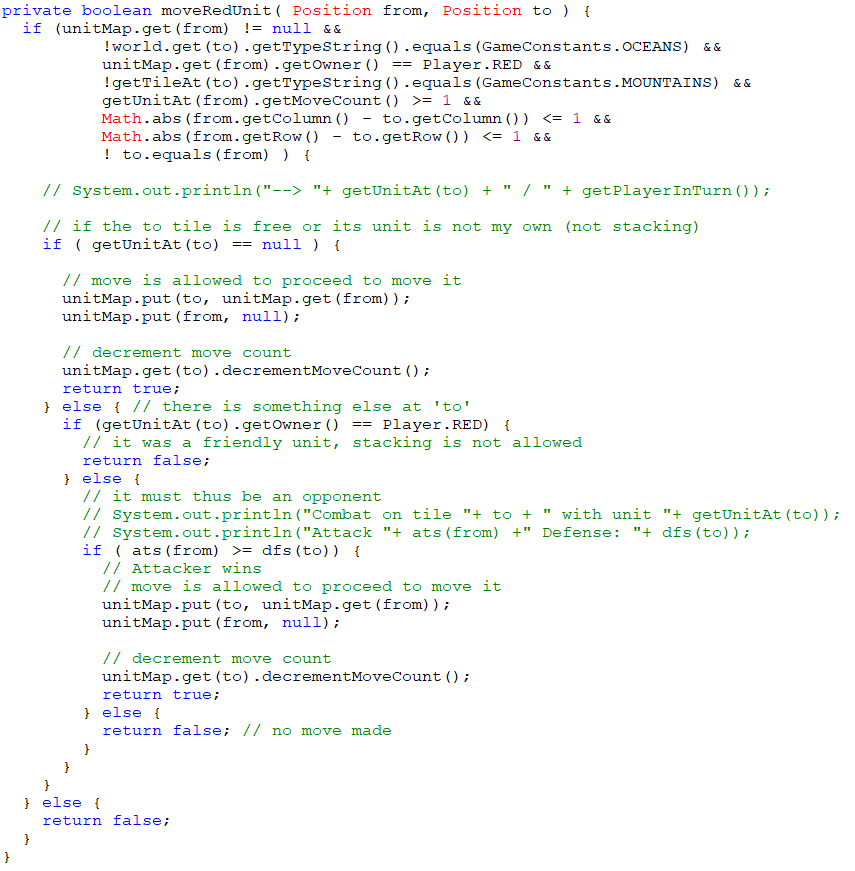 private boolean moveRedUnit( Position from, Position to ) {
  if (unitMap.get(from) != null &&
          !world.get(to).getTypeString().equals(GameConstants.OCEANS) &&
          unitMap.get(from).getOwner() == Player.RED &&
          !getTileAt(to).getTypeString().equals(GameConstants.MOUNTAINS) &&
          getUnitAt(from).getMoveCount() >= 1 &&
          Math.abs(from.getColumn() - to.getColumn()) <= 1 &&
          Math.abs(from.getRow() - to.getRow()) <= 1 &&
          ! to.equals(from) ) {

    // System.out.println("--> "+ getUnitAt(to) + " / " + getPlayerInTurn());

    // if the to tile is free or its unit is not my own (not stacking)
    if ( getUnitAt(to) == null ) {

      // move is allowed to proceed to move it
      unitMap.put(to, unitMap.get(from));
      unitMap.put(from, null);

      // decrement move count
      unitMap.get(to).decrementMoveCount();
      return true;
    } else { // there is something else at 'to'
      if (getUnitAt(to).getOwner() == Player.RED) {
        // it was a friendly unit, stacking is not allowed
        return false;
      } else {
        // it must thus be an opponent
        // System.out.println("Combat on tile "+ to + " with unit "+ getUnitAt(to));
        // System.out.println("Attack "+ ats(from) +" Defense: "+ dfs(to));
        if ( ats(from) >= dfs(to)) {
          // Attacker wins
          // move is allowed to proceed to move it
          unitMap.put(to, unitMap.get(from));
          unitMap.put(from, null);

          // decrement move count
          unitMap.get(to).decrementMoveCount();
          return true;
        } else {
          return false; // no move made
        }
      }
    }
  } else {
    return false;
  }
}